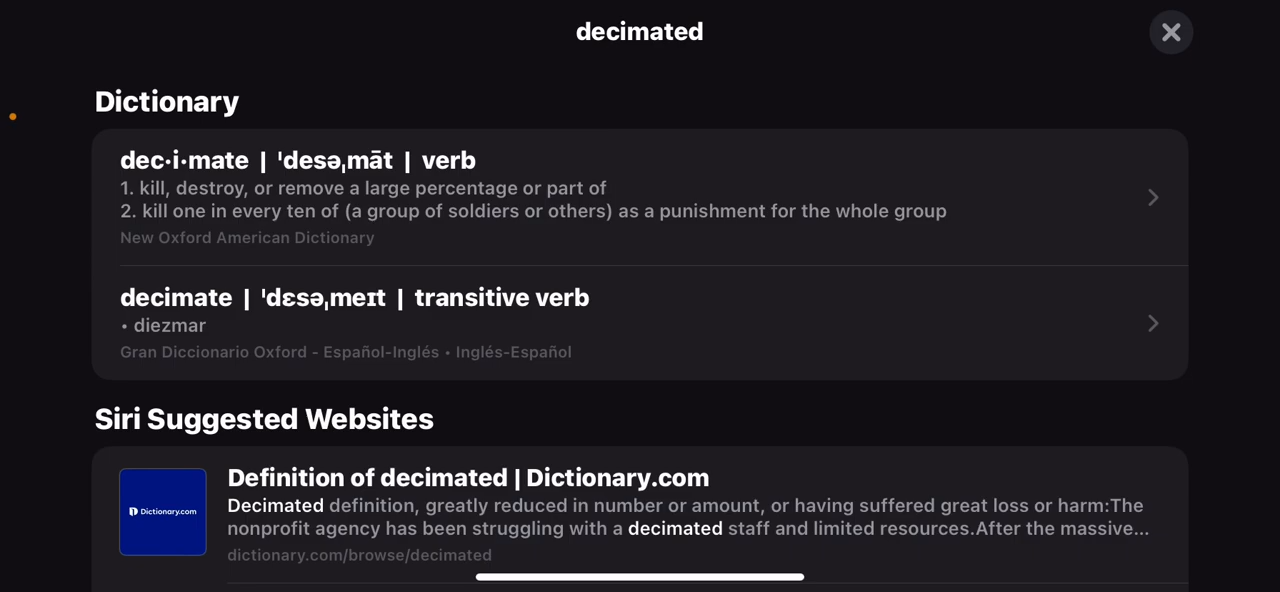 decimated
Dictionary
dec·i·mate | ˈdesəˌmāt | verb
1. kill, destroy, or remove a large percentage or part of
2. kill one in every ten of (a group of soldiers or others) as a punishment for the whole group
New Oxford American Dictionary
decimate | ˈdɛsəˌmeɪt | transitive verb
• diezmar
Gran Diccionario Oxford - Español-Inglés • Inglés-Español
Siri Suggested Websites
Definition of decimated | Dictionary.com
Dictionary.com
Decimated definition, greatly reduced in number or amount, or having suffered great loss or harm:The
nonprofit agency has been struggling with a decimated staff and limited resources.After the massive...
dictionary.com/browse/decimated